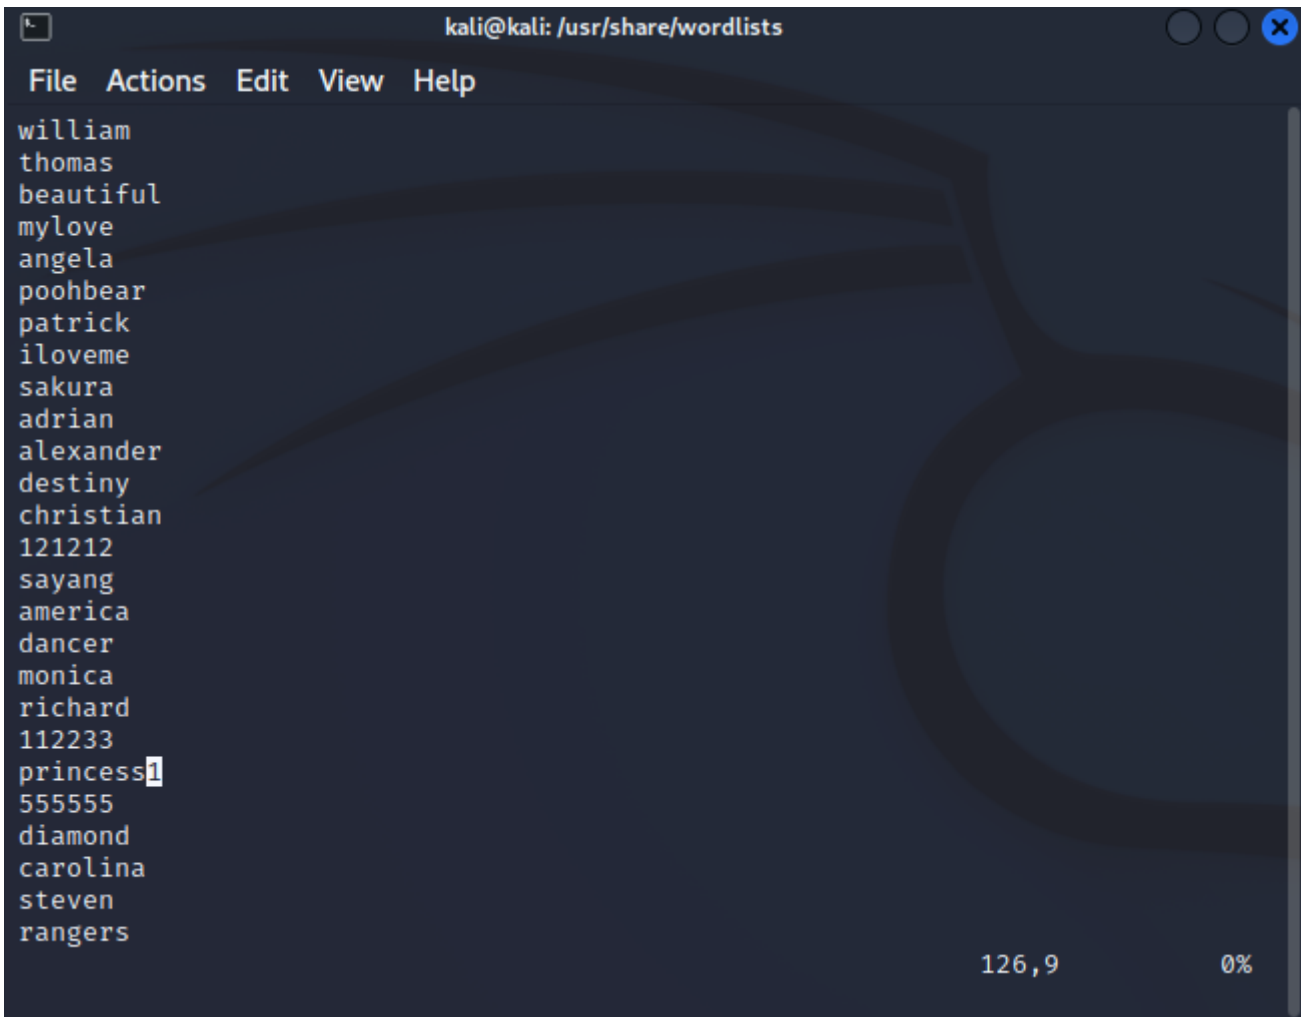 kali@kali: /usr/share/wordlists
File Actions Edit View Help
william
thomas
beautiful
mylove
angela
poohbear
patrick
iloveme
sakura
adrian
alexander
destiny
christian
121212
sayang
america
dancer
monica
richard
112233
princess1
555555
diamond
carolina
steven
rangers
126,9 0%